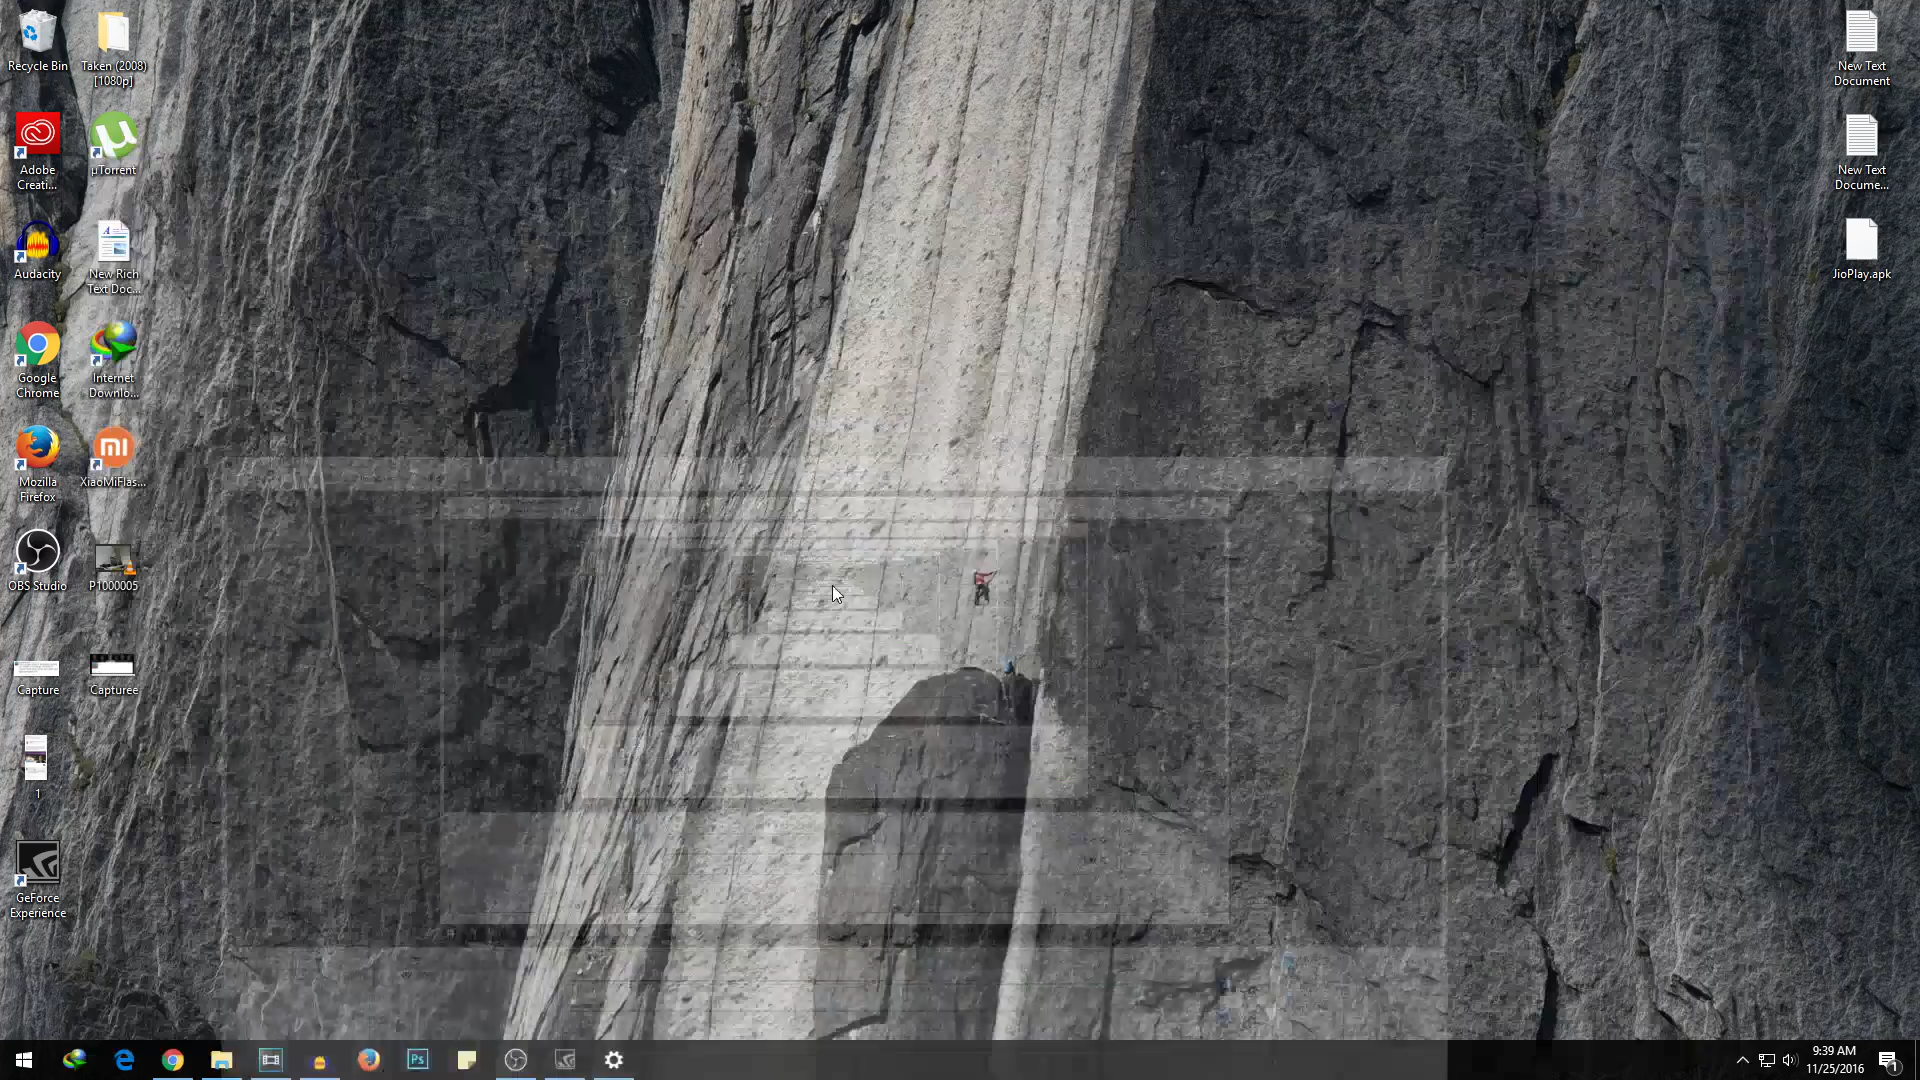 Recycle Bin
Taken (2008)
[1080p]
Adobe
Creati...
µTorrent
Audacity
New Rich
Text Doc...
Google
Chrome
Internet
Downlo...
Mozilla
Firefox
XiaoMiFlas...
OBS Studio
P1000005
Capture
Capturee
1
GeForce
Experience
New Text
Document
New Text
Docume...
JioPlay.apk
Ps
9:39 AM
11/25/2016
1